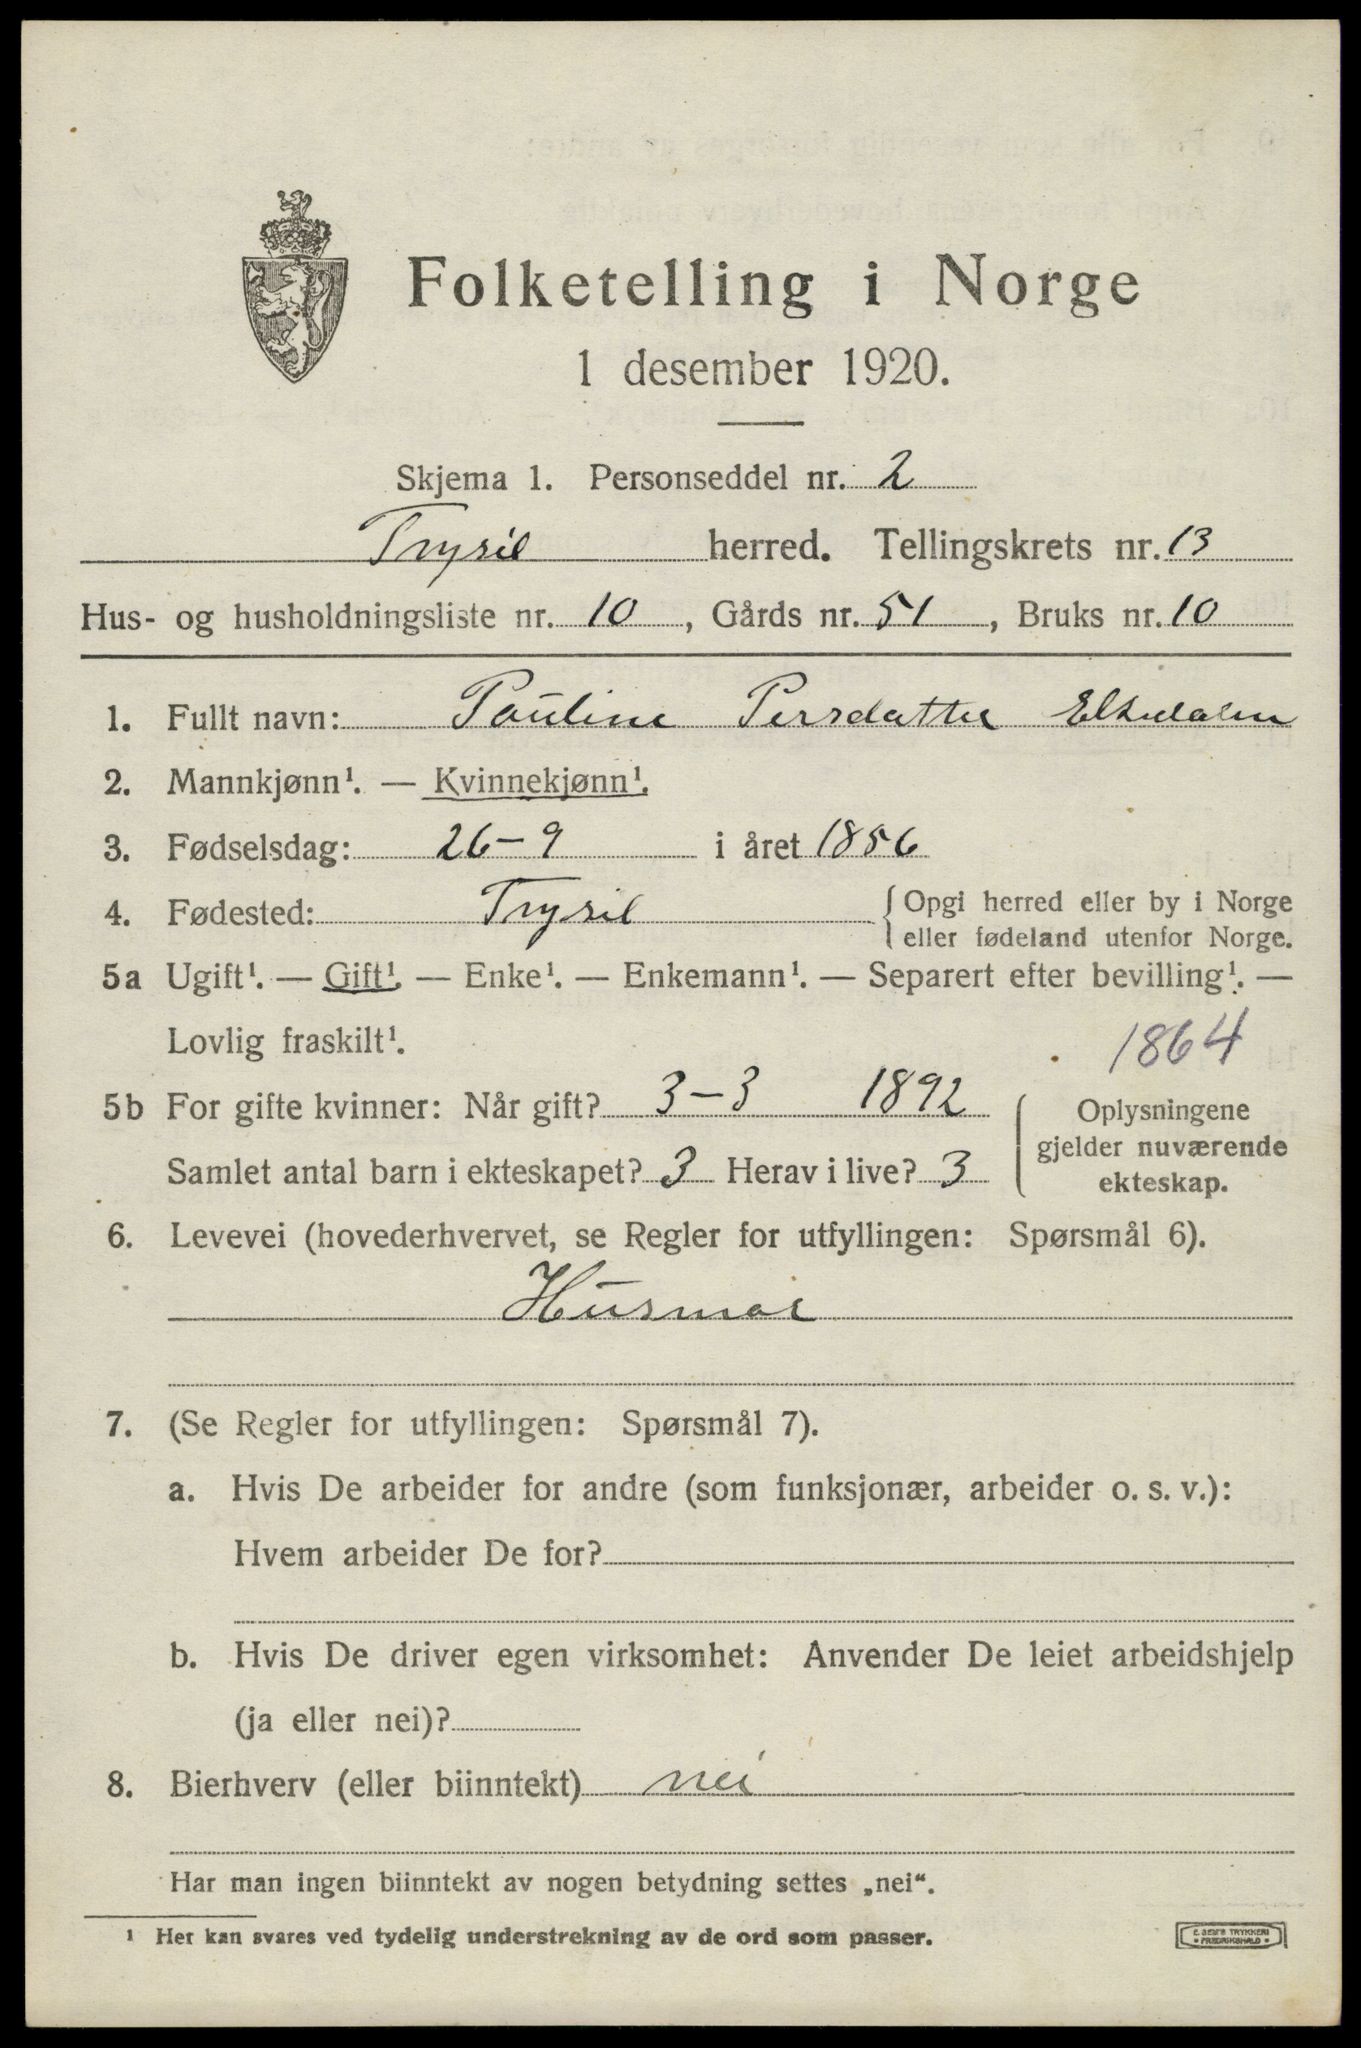 Folketelling i Norge
1 desember 1920.
Skjema 1. Personseddel nr. 2
Trysil herred. Tellingskrets nr. 13
Hus- og husholdningsliste nr. 10, Gårds nr. 51, Bruks nr. 10
1. Fullt navn: Pauline Persdatter
2. Mannkjønn¹. — Kvinnekjønn¹.
3. Fødselsdag: 26-9 i året 1856
4. Fødested: Trysil { Opgi herred eller by i Norge
eller fødeland utenfor Norge.
5a Ugift¹. — Gift¹. — Enke¹. — Enkemann¹. — Separert efter bevilling¹. —
Lovlig fraskilt¹.
1864
5b For gifte kvinner: Når gift? 3-3 1892
Samlet antal barn i ekteskapet? 3 Herav i live? 3
Oplysningene
gjelder nuværende
ekteskap.
6. Levevei (hovederhvervet, se Regler for utfyllingen: Spørsmål 6).
Husmor
7. (Se Regler for utfyllingen: Spørsmål 7).
a. Hvis De arbeider for andre (som funksjonær, arbeider o. s. v.):
Hvem arbeider De for?
b. Hvis De driver egen virksomhet: Anvender De leiet arbeidshjelp
(ja eller nei)?
8. Bierhverv (eller biinntekt) nei
Har man ingen biinntekt av nogen betydning settes „nei“.
¹ Her kan svares ved tydelig understrekning av de ord som passer.
E. SEM'S TRYKKERI
FREDRIKSHALD